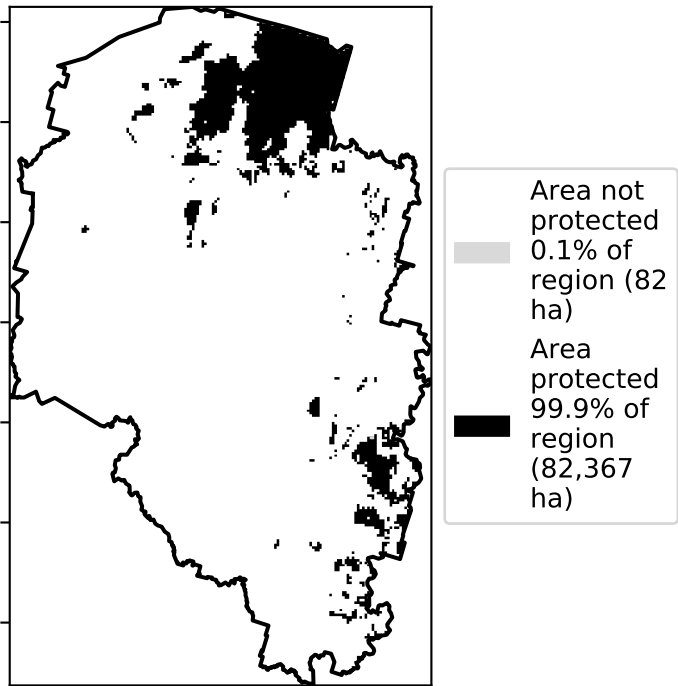 Area not
protected
0.1% of
region (82
ha)
Area
protected
99.9% of
region
(82,367
ha)